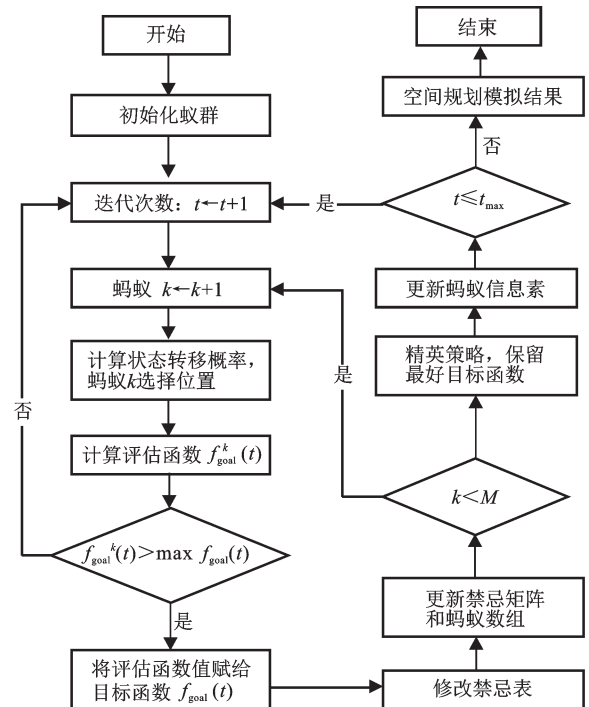 开始
初始化蚁群
迭代次数：t←t+1
蚂蚁 k←k+1
计算状态转移概率，
蚂蚁k选择位置
计算评估函数 f_goal^k(t)
f_goal^k(t)>max f_goal(t)
否
是
将评估函数值赋给
目标函数 f_goal(t)
修改禁忌表
更新禁忌矩阵
和蚂蚁数组
k<M
是
精英策略，保留
最好目标函数
更新蚂蚁信息素
t≤t_max
是
否
空间规划模拟结果
结束